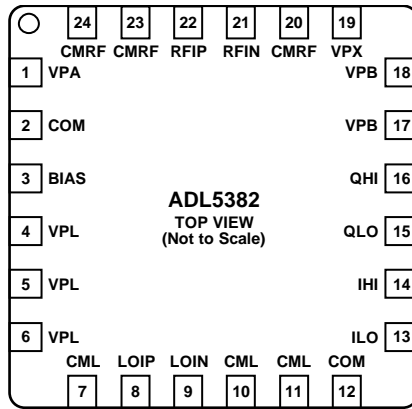 24 23 22 21 20 19
CMRF CMRF RFIP RFIN CMRF VPX
1 VPA VPB 18
2 COM VPB 17
3 BIAS QHI 16
ADL5382
TOP VIEW
(Not to Scale)
4 VPL QLO 15
5 VPL IHI 14
6 VPL ILO 13
CML LOIP LOIN CML CML COM
7 8 9 10 11 12